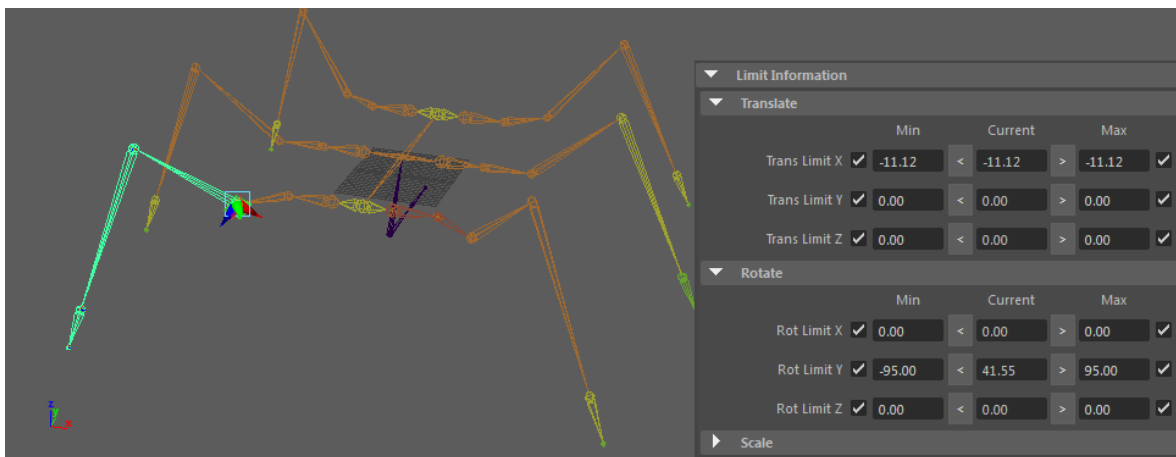 Limit Information
Translate
Min Current Max
Trans Limit X -11.12 < -11.12 > -11.12
Trans Limit Y 0.00 < 0.00 > 0.00
Trans Limit Z 0.00 < 0.00 > 0.00
Rotate
Min Current Max
Rot Limit X 0.00 < 0.00 > 0.00
Rot Limit Y -95.00 < 41.55 > 95.00
Rot Limit Z 0.00 < 0.00 > 0.00
Scale
z
y
x